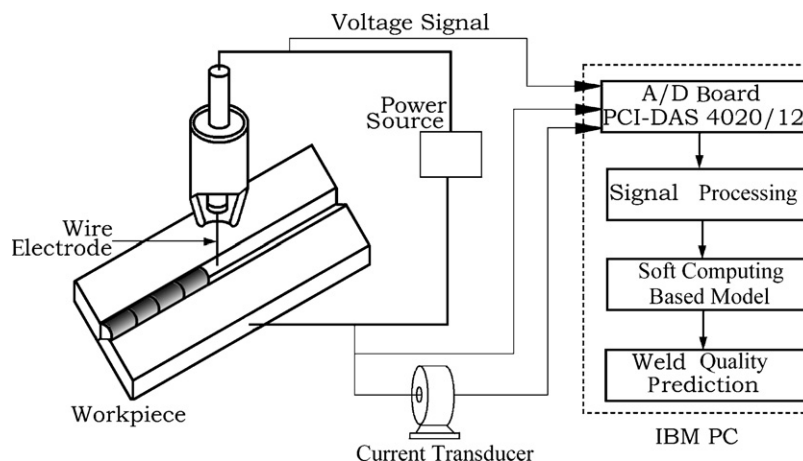 Voltage Signal
Power
Source
Wire
Electrode
Workpiece
Current Transducer
A/D Board
PCI-DAS 4020/12
Signal Processing
Soft Computing
Based Model
Weld Quality
Prediction
IBM PC